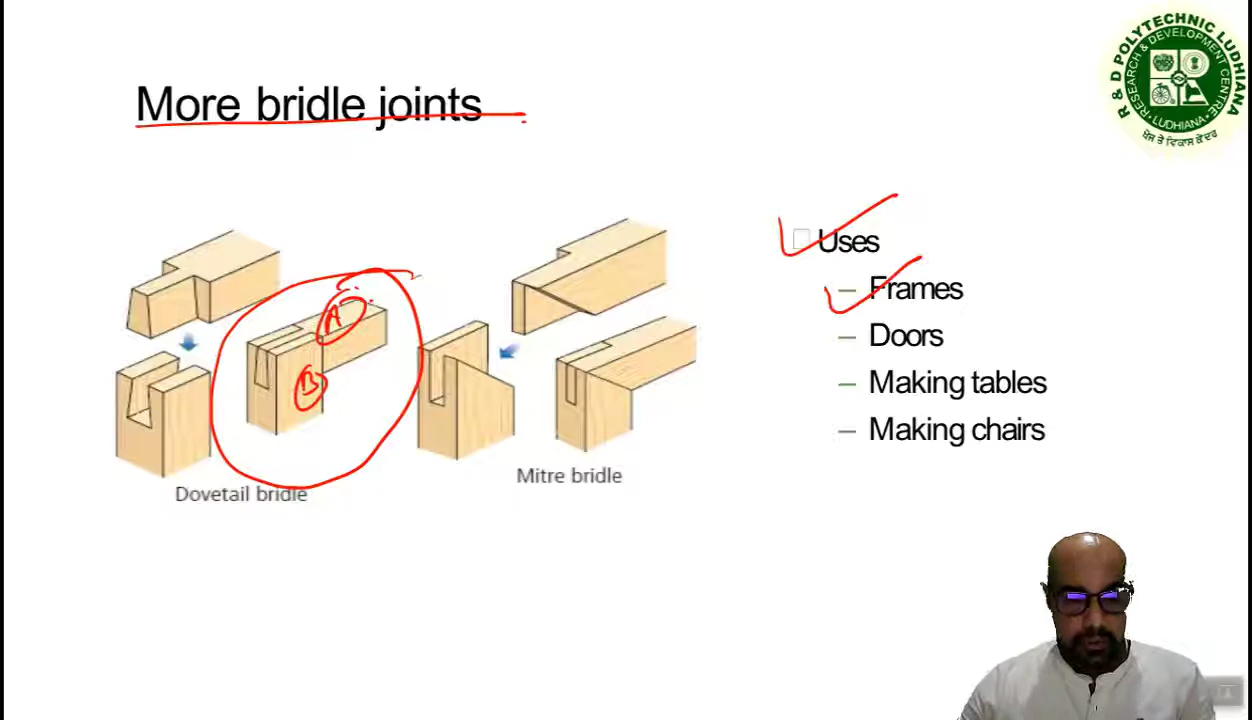 More bridle joints
R & D POLYTECHNIC LUDHIANA
RESEARCH & DEVELOPMENT CENTRE
LUDHIANA
ਖੋਜ ਤੇ ਵਿਕਾਸ ਕੇਂਦਰ
Uses
– Frames
– Doors
– Making tables
– Making chairs
A
B
Dovetail bridle
Mitre bridle